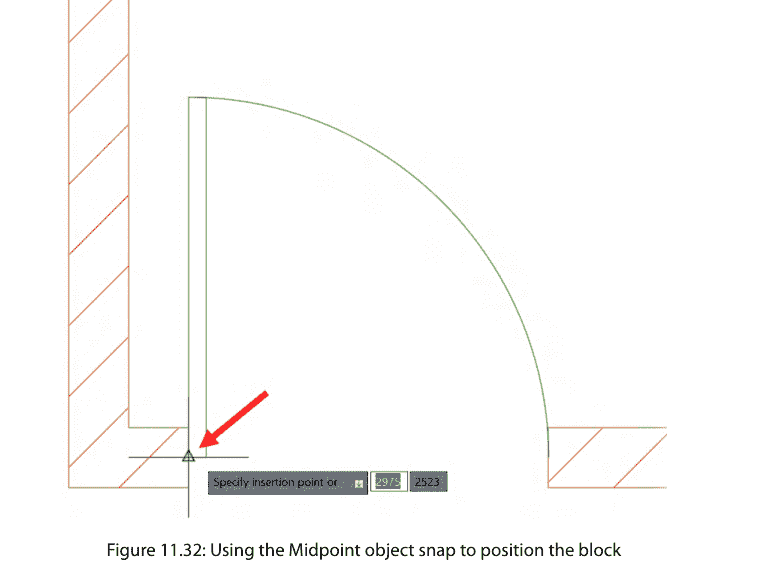 Specify insertion point or 2975 2523
Figure 11.32: Using the Midpoint object snap to position the block